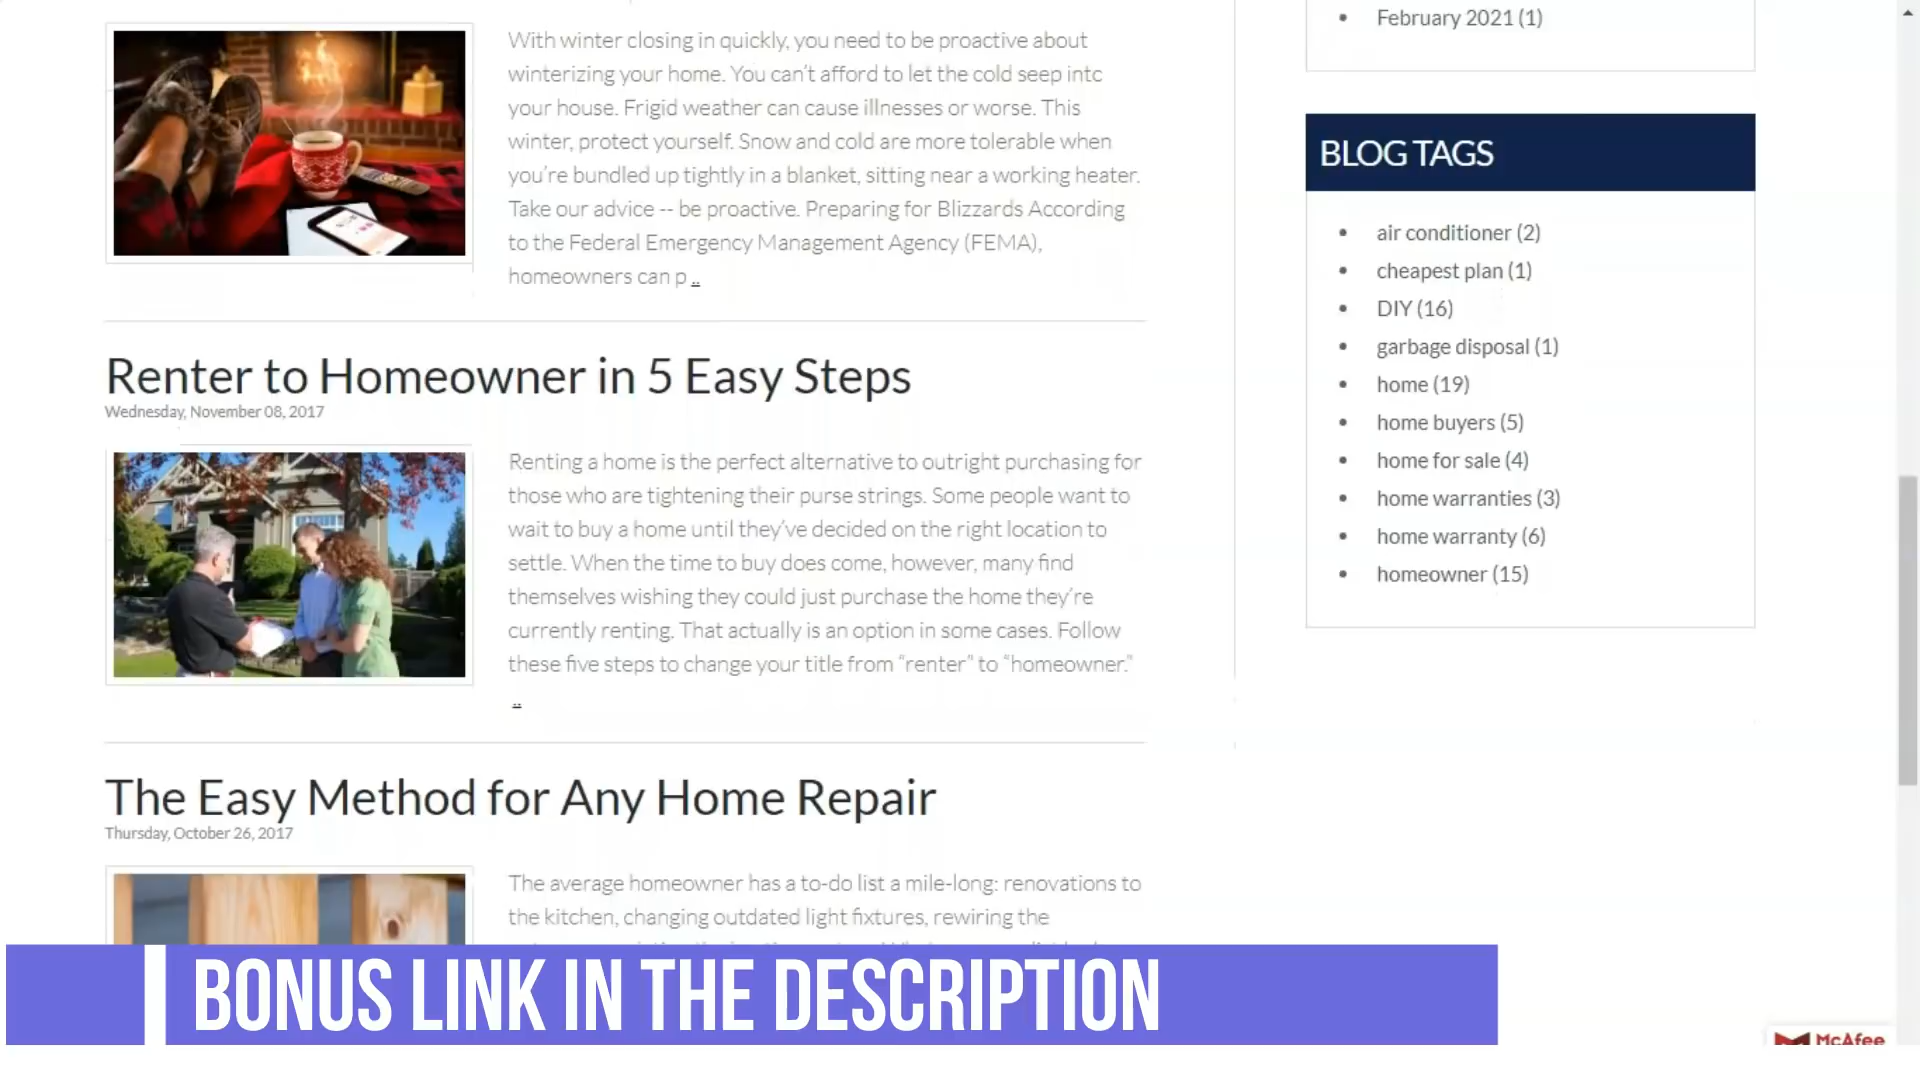 With winter closing in quickly, you need to be proactive about
winterizing your home. You can't afford to let the cold seep into
your house. Frigid weather can cause illnesses or worse. This
winter, protect yourself. Snow and cold are more tolerable when
you're bundled up tightly in a blanket, sitting near a working heater.
Take our advice -- be proactive. Preparing for Blizzards According
to the Federal Emergency Management Agency (FEMA),
homeowners can p ..
Renter to Homeowner in 5 Easy Steps
Wednesday, November 08, 2017
Renting a home is the perfect alternative to outright purchasing for
those who are tightening their purse strings. Some people want to
wait to buy a home until they've decided on the right location to
settle. When the time to buy does come, however, many find
themselves wishing they could just purchase the home they're
currently renting. That actually is an option in some cases. Follow
these five steps to change your title from “renter” to “homeowner.”
..
The Easy Method for Any Home Repair
Thursday, October 26, 2017
The average homeowner has a to-do list a mile-long: renovations to
the kitchen, changing outdated light fixtures, rewiring the
February 2021 (1)
BLOG TAGS
air conditioner (2)
cheapest plan (1)
DIY (16)
garbage disposal (1)
home (19)
home buyers (5)
home for sale (4)
home warranties (3)
home warranty (6)
homeowner (15)
BONUS LINK IN THE DESCRIPTION
McAfee